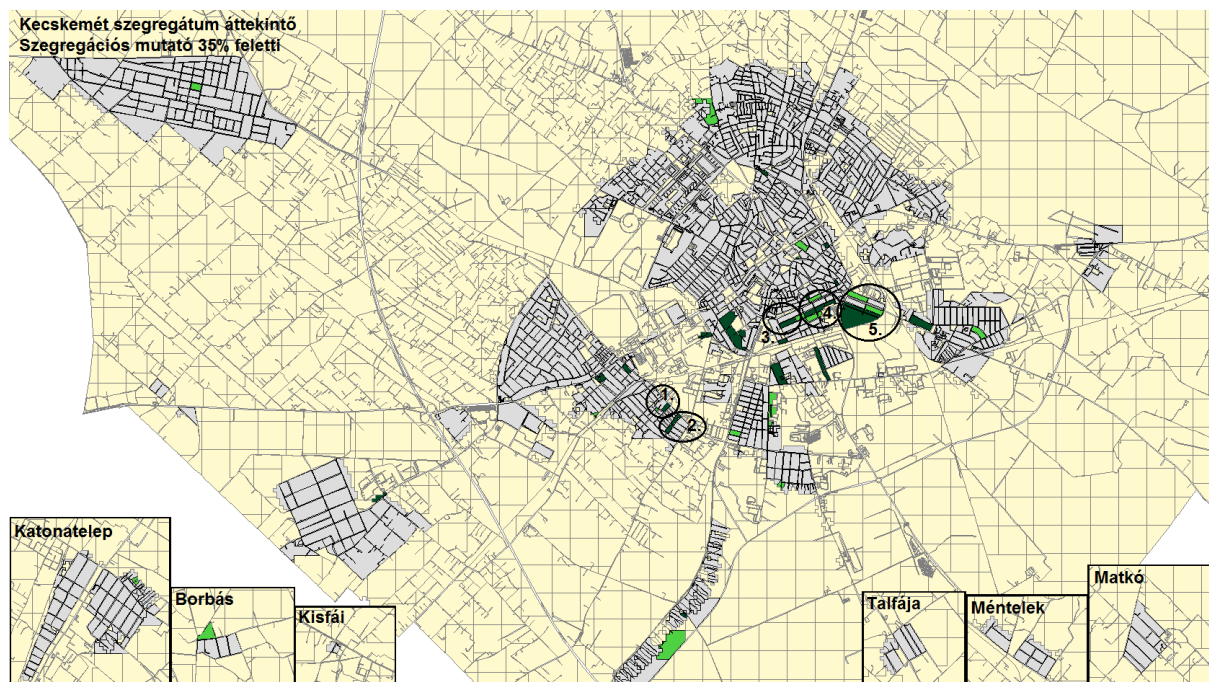 Kecskemét szegregátum áttekintő
Szegregációs mutató 35% feletti
4.
3.
5.
1.
2.
Katonatelep
Borbás
Kisfái
Talfája
Méntelek
Matkó